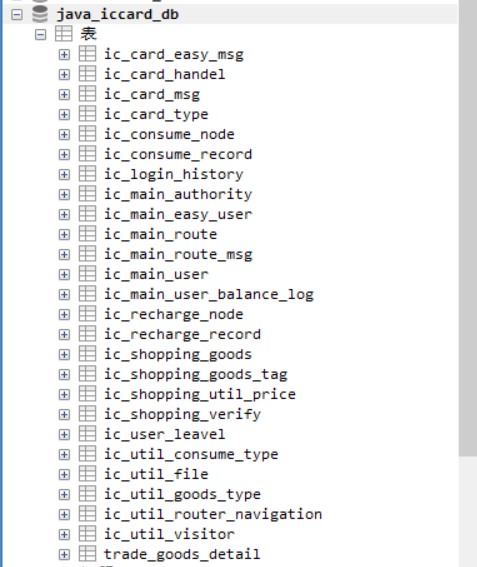 java_iccard_db
表
ic_card_easy_msg
ic_card_handel
ic_card_msg
ic_card_type
ic_consume_node
ic_consume_record
ic_login_history
ic_main_authority
ic_main_easy_user
ic_main_route
ic_main_route_msg
ic_main_user
ic_main_user_balance_log
ic_recharge_node
ic_recharge_record
ic_shopping_goods
ic_shopping_goods_tag
ic_shopping_util_price
ic_shopping_verify
ic_user_leavel
ic_util_consume_type
ic_util_file
ic_util_goods_type
ic_util_router_navigation
ic_util_visitor
trade_goods_detail